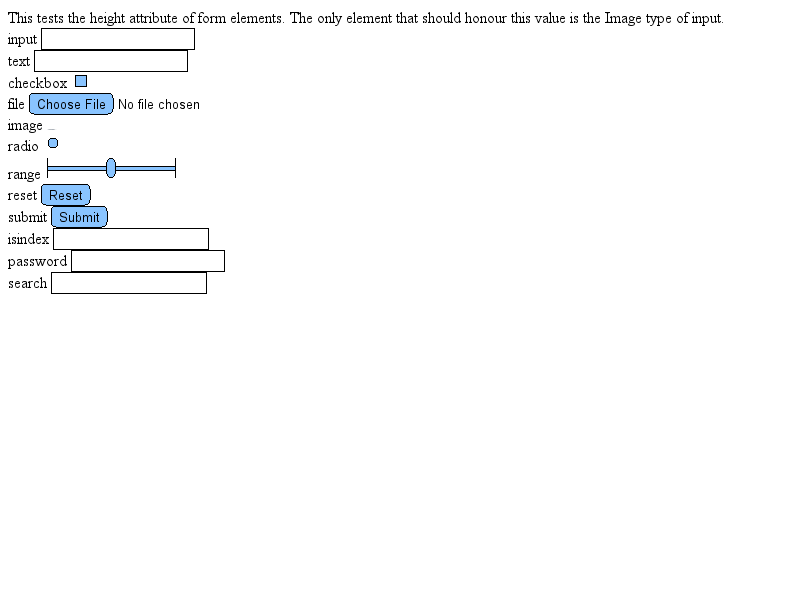 This tests the height attribute of form elements. The only element that should honour this value is the Image type of input.
input
text
checkbox
file Choose File No file chosen
image
radio
range
reset Reset
submit Submit
isindex
password
search